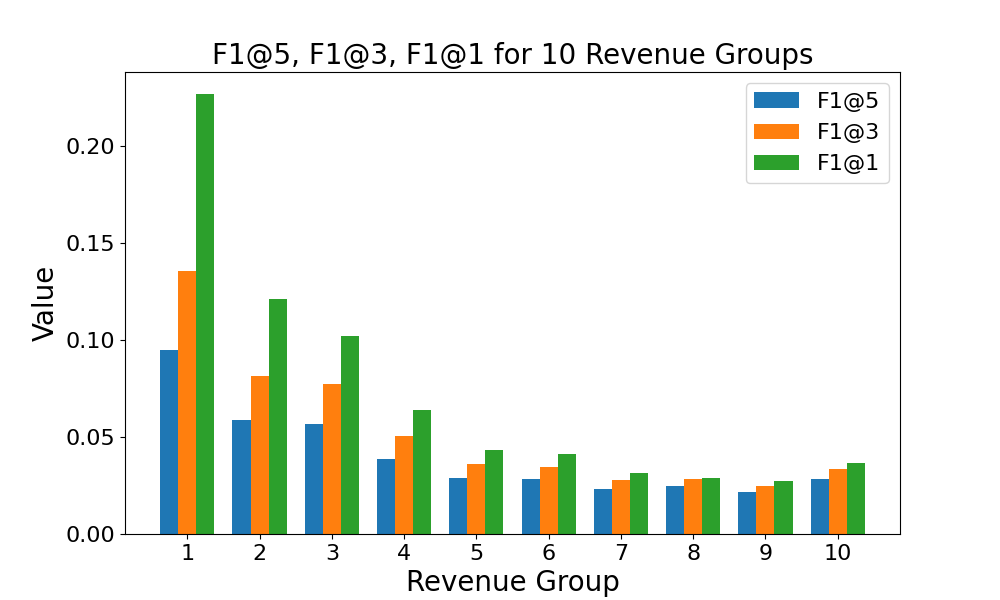 F1@5, F1@3, F1@1 for 10 Revenue Groups
F1@5
F1@3
F1@1
0.20
0.15
0.10
0.05
0.00
Value
1 2 3 4 5 6 7 8 9 10
Revenue Group